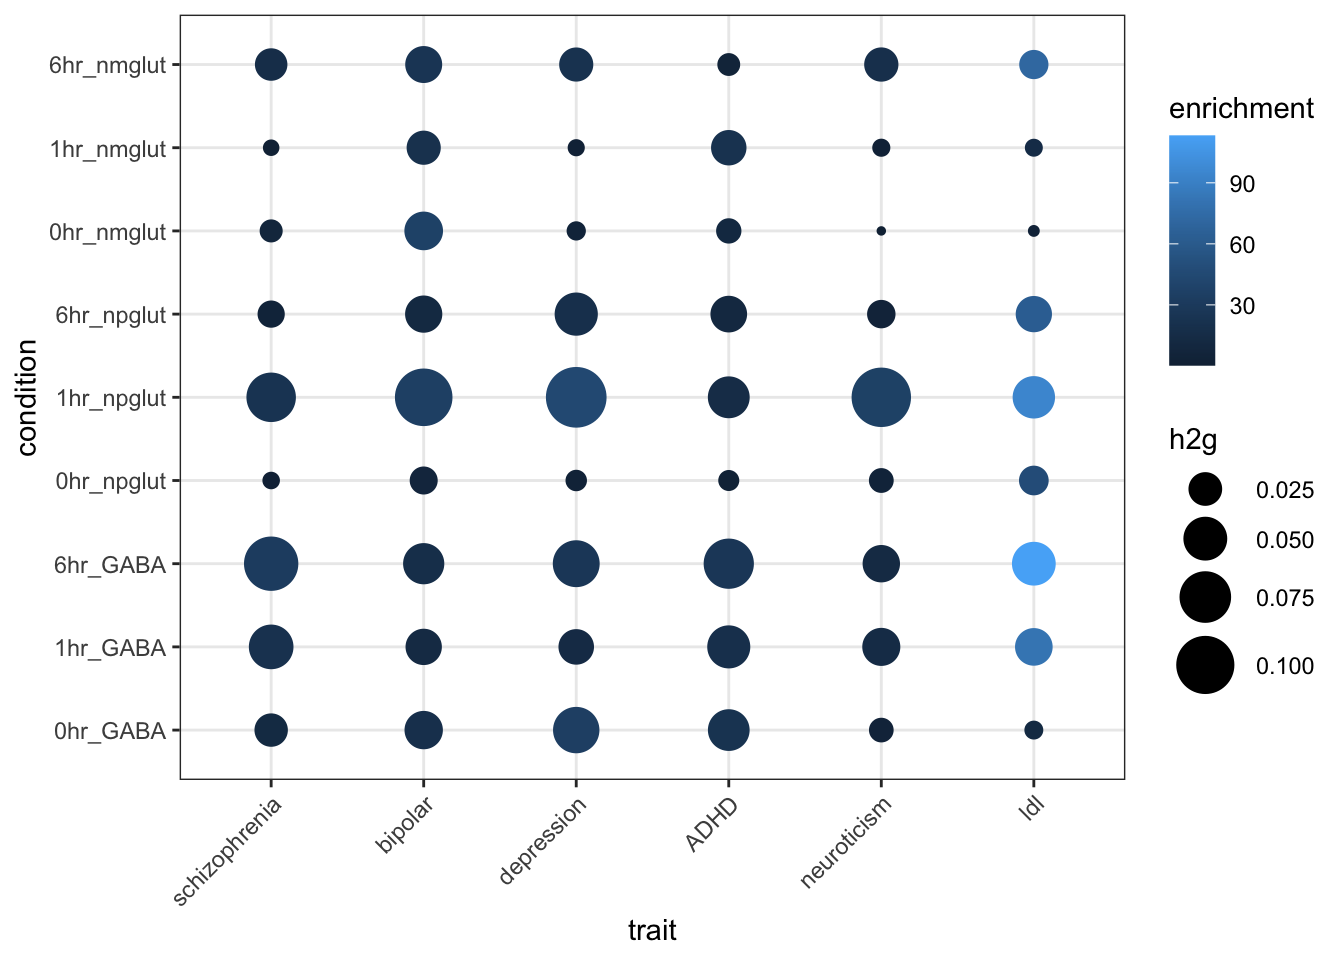 6hr_nmglut
1hr_nmglut
0hr_nmglut
6hr_npglut
1hr_npglut
0hr_npglut
6hr_GABA
1hr_GABA
0hr_GABA
condition
schizophrenia
bipolar
depression
ADHD
neuroticism
ldl
trait
enrichment
90
60
30
h2g
0.025
0.050
0.075
0.100